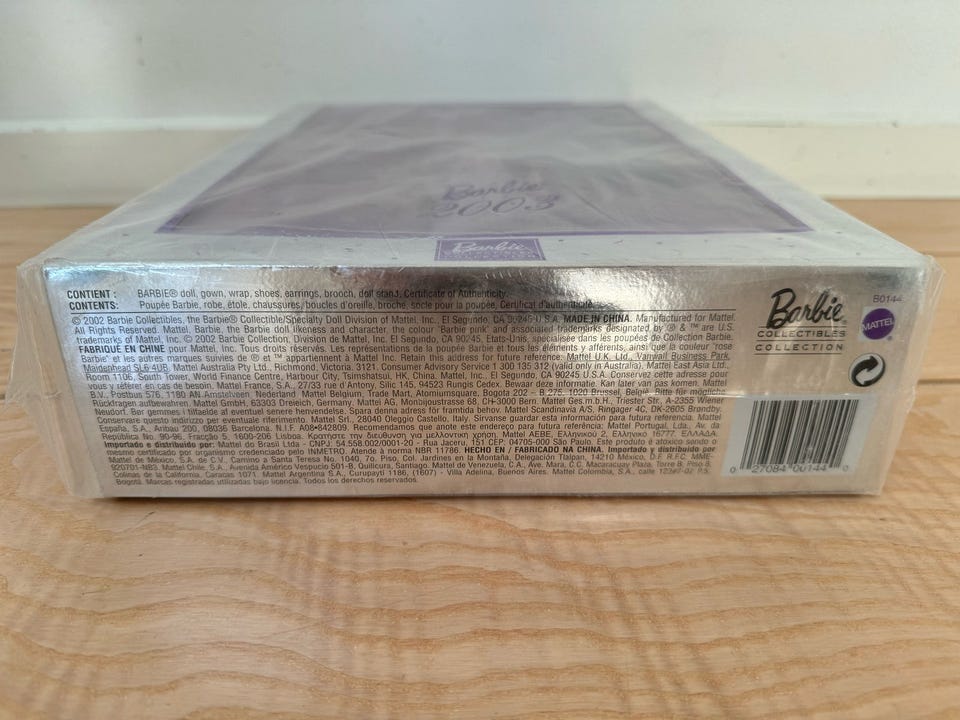 Barbie
2003
Barbie
CONTIENT : BARBIE® doll, gown, wrap, shoes, earrings, brooch, doll stand, Certificate of Authenticity.
CONTENTS: Poupée Barbie, robe, étole, chaussures, boucles d'oreille, broche, socle pour la poupée, Certificat d'authenticité.
© 2002 Barbie Collectibles, the Barbie® Collectible/Specialty Doll Division of Mattel, Inc., El Segundo, CA 90245 U.S.A. MADE IN CHINA. Manufactured for Mattel.
All Rights Reserved. Mattel, Barbie, the Barbie doll likeness and character, the colour "Barbie pink" and associated trademarks designated by ® & ™ are U.S.
trademarks of Mattel, Inc. © 2002 Barbie Collection, Division de Mattel, Inc. El Segundo, CA 90245, États-Unis, spécialisée dans les poupées de Collection Barbie.
FABRIQUÉ EN CHINE pour Mattel, Inc. Tous droits réservés. Les représentations de la poupée Barbie et tous les éléments y afférents, ainsi que la couleur "rose
Barbie" et les autres marques suivies de ® et ™ appartiennent à Mattel Inc. Retain this address for future reference: Mattel U.K. Ltd., Vanwall Business Park,
Maidenhead SL6 4UB. Mattel Australia Pty Ltd., Richmond, Victoria. 3121. Consumer Advisory Service 1 300 135 312 (valid only in Australia). Mattel East Asia Ltd.,
Room 1106, South Tower, World Finance Centre, Harbour City, Tsimshatsui, HK, China. Mattel, Inc. El Segundo, CA 90245 U.S.A. Conservez cette adresse pour
vous y référer en cas de besoin. Mattel France, S.A., 27/33 rue d'Antony, Silic 145, 94523 Rungis Cedex. Bewaar deze informatie. Kan later van pas komen. Mattel
B.V., Postbus 576, 1180 AN Amstelveen Nederland. Mattel Belgium, Trade Mart, Atomiumsquare, Bogota 202 – B 275, 1020 Brussel, België. Bitte für mögliche
Rückfragen aufbewahren. Mattel GmbH, 63303 Dreieich, Germany. Mattel AG, Monbijoustrasse 68, CH-3000 Bern. Mattel Ges.m.b.H., Triester Str, A-2355 Wiener
Neudorf. Bør gemmes i tilfælde af eventuel senere henvendelse. Spara denna adress för framtida behov. Mattel Scandinavia A/S, Ringager 4C, DK-2605 Brøndby.
Conservare questo indirizzo per eventuale riferimento. Mattel Srl., 28040 Oleggio Castello, Italy. Sírvanse guardar esta información para futura referencia. Mattel
España, S.A., Aribau 200, 08036 Barcelona. N.I.F. A08•842809. Recomendamos que anote este endereço para futura referência: Mattel Portugal, Lda., Av. da
República No. 90-96, Fracção 5, 1600-206 Lisboa. Κρατήστε την διεύθυνση για μελλοντική χρήση. Mattel AEBE, Ελληνικού 2, Ελληνικό 16777, ΕΛΛΑΔΑ.
Importado e distribuido por: Mattel do Brasil Ltda - CNPJ: 54.558.002/0001-20 - Rua Jaceru, 151 CEP. 04705-000 São Paulo. Este produto é atóxico sendo o
mesmo certificado por organismo credenciado pelo INMETRO. Atende à norma NBR 11786. HECHO EN / FABRICADO NA CHINA. Importado y distribuido por
Mattel de México, S.A. de C.V., Camino a Santa Teresa No. 1040, 7o. Piso, Col. Jardines en la Montaña, Delegación Tlalpan, 14210 México, D.F. R.F.C. MME-
920701-NB3. Mattel Chile, S.A., Avenida Américo Vespucio 501-B, Quilicura, Santiago. Mattel de Venezuela, C.A., Ave. Mara, C.C. Macaracuay Plaza, Torre B, Piso 8,
Colinas de la California, Caracas 1071. Mattel Argentina S.A., Curupaytí 1186, (1607) - Villa Adelina, Buenos Aires. Mattel Colombia, S.A., calle 123#7-02 P.5,
Bogotá. Marcas registradas utilizadas bajo licencia. Todos los derechos reservados.
Barbie
COLLECTIBLES
COLLECTION
B0144
MATTEL
0 27084 00144 0